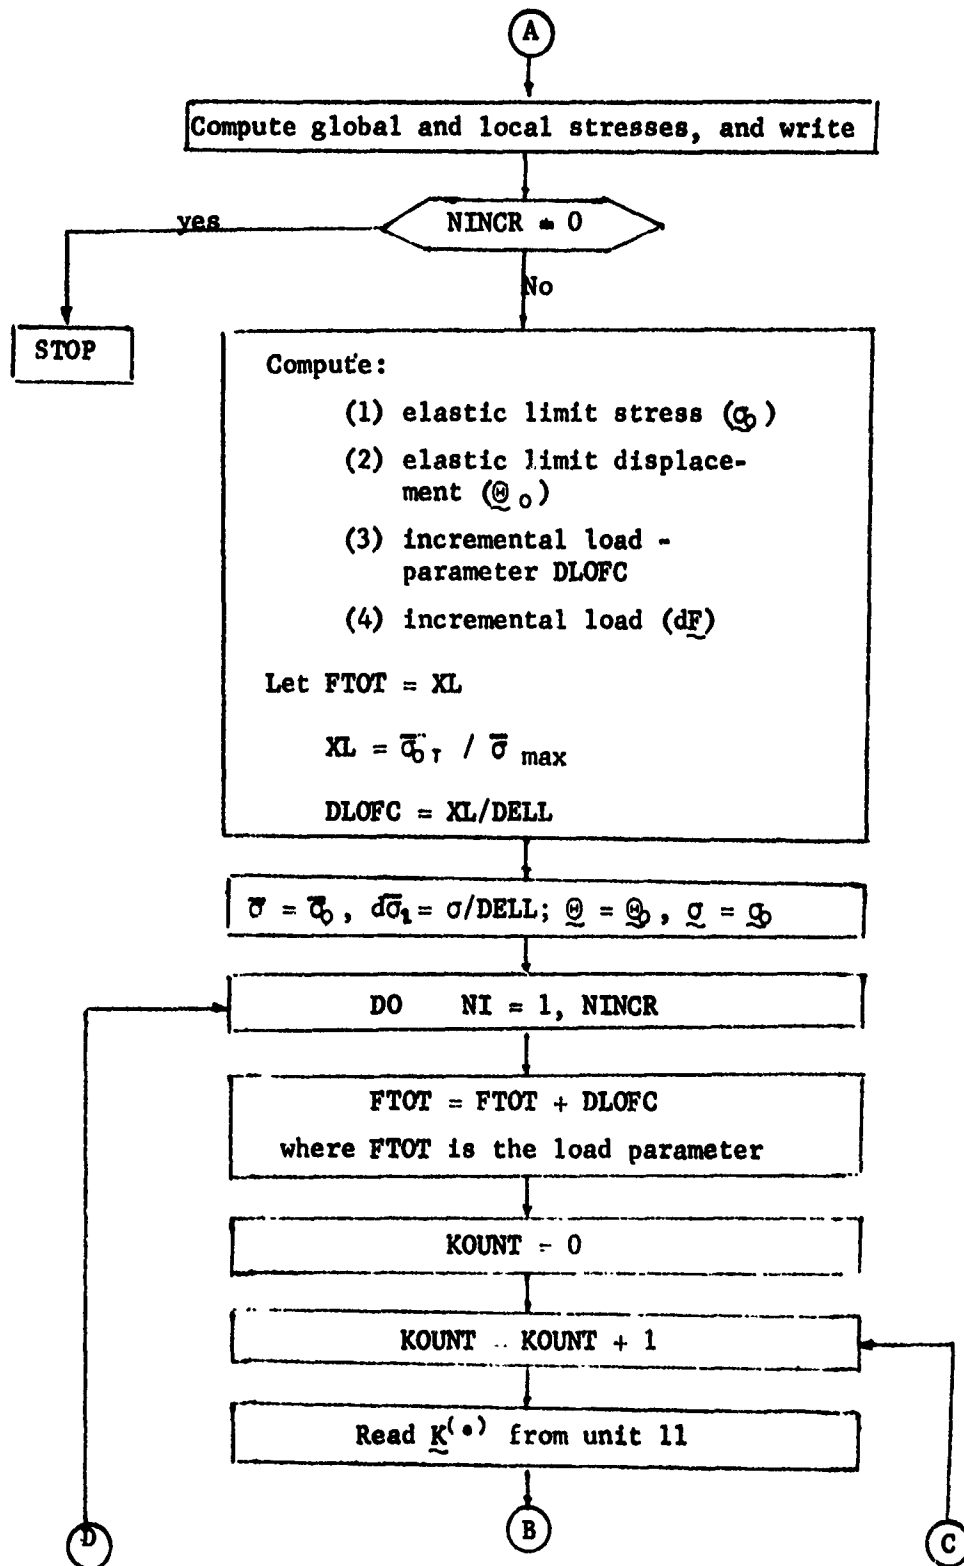 A
Compute global and local stresses, and write
yes
NINCR = 0
No
STOP
Compute:
(1) elastic limit stress (σ₀)
(2) elastic limit displace-
ment (Θ₀)
(3) incremental load -
parameter DLOFC
(4) incremental load (dF)
Let FTOT = XL
XL = / σ̅ max
DLOFC = XL/DELL
σ̅ = σ̅₀, dσ̅₁ = σ/DELL; Θ = Θ₀, σ = σ₀
DO NI = 1, NINCR
FTOT = FTOT + DLOFC
where FTOT is the load parameter
KOUNT = 0
KOUNT = KOUNT + 1
Read K from unit 11
D
B
C